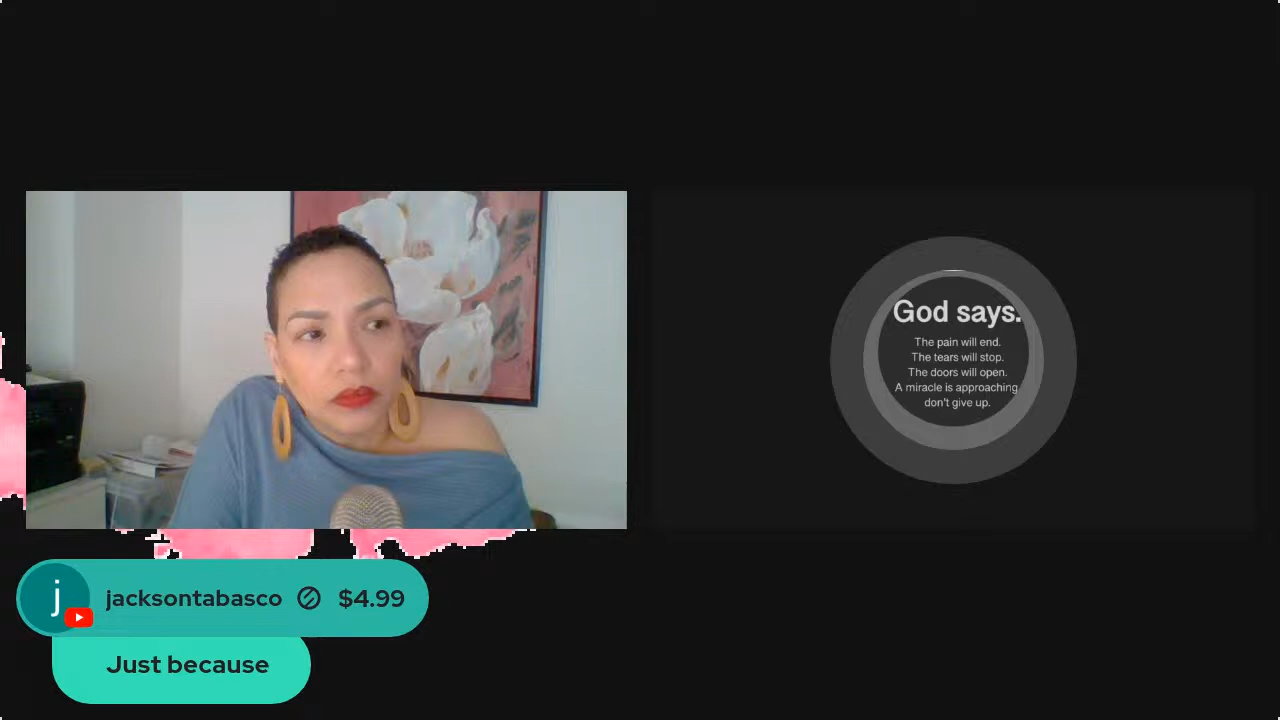 God says.
The pain will end.
The tears will stop.
The doors will open.
A miracle is approaching
don't give up.
j
jacksontabasco $4.99
Just because